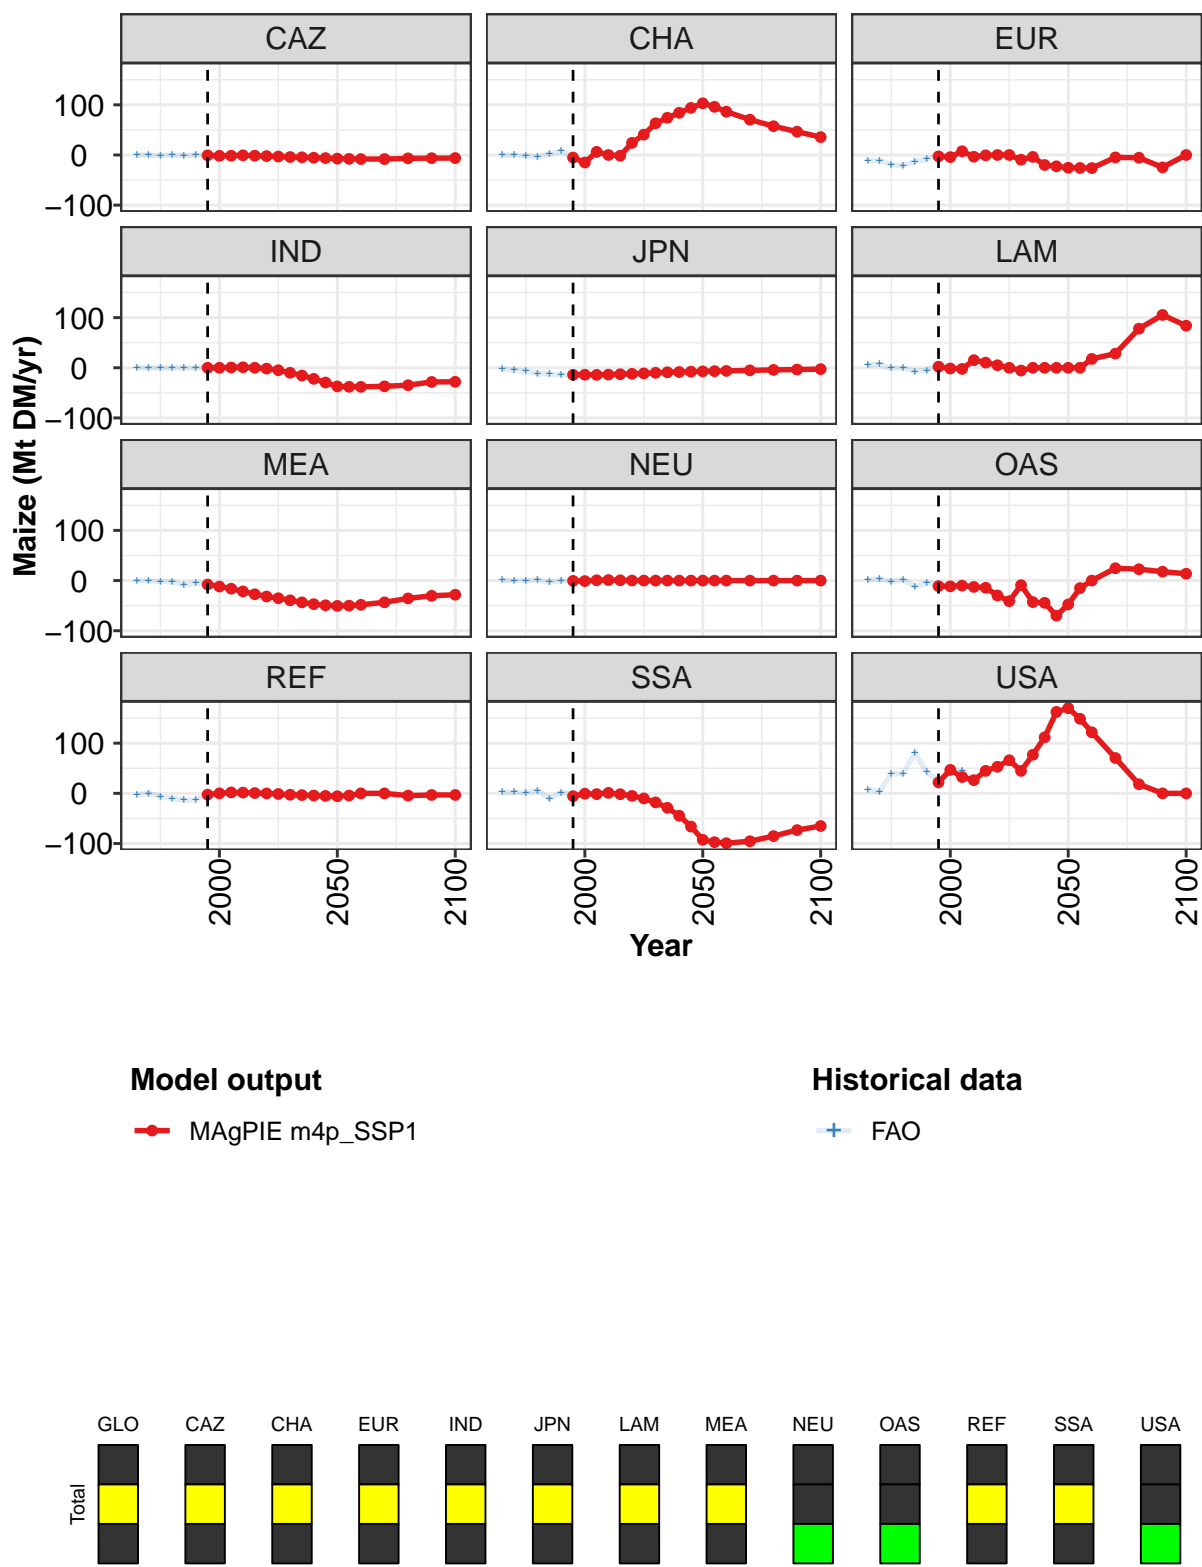 CAZ CHA EUR
100
0
−100
IND JPN LAM
100
0
−100
MEA NEU OAS
100
0
−100
REF SSA USA
100
0
−100
Maize (Mt DM/yr)
2000 2050 2100 2000 2050 2100 2000 2050 2100
Year
Model output Historical data
MAgPIE m4p_SSP1 FAO
GLO CAZ CHA EUR IND JPN LAM MEA NEU OAS REF SSA USA
Total